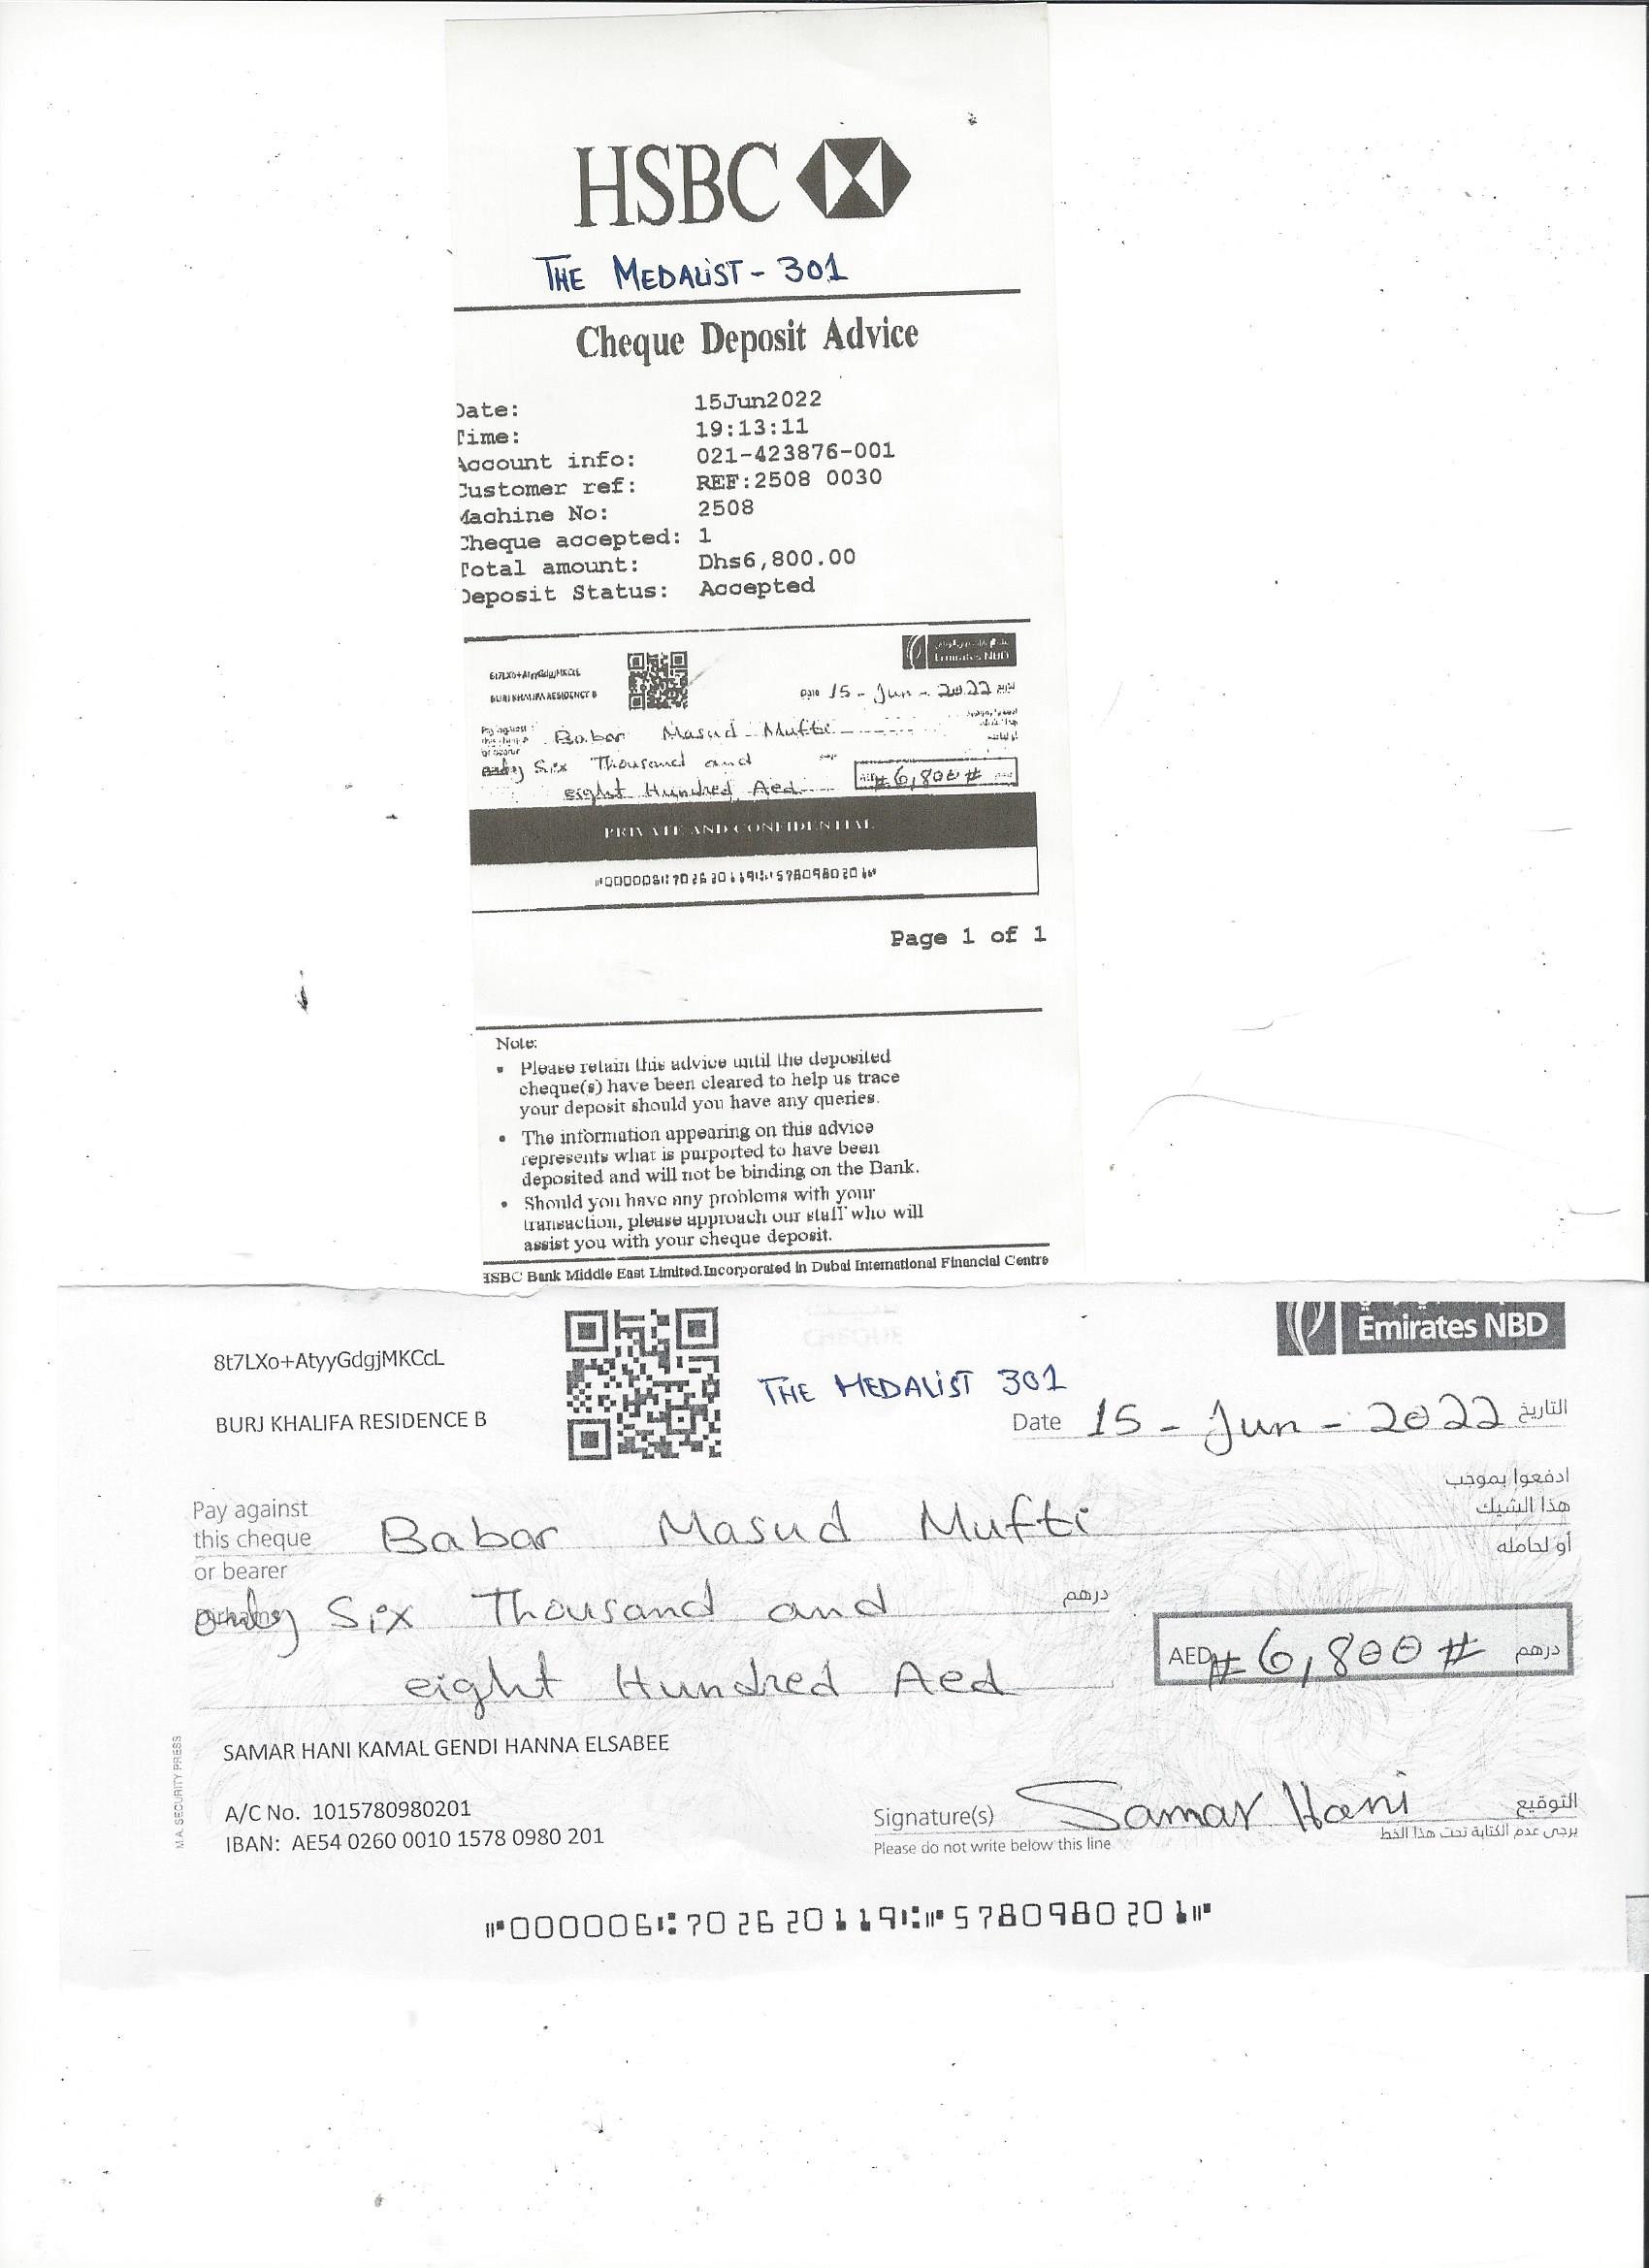 HSBC
THE MEDALIST - 301
Cheque Deposit Advice
Date: 15Jun2022
Time: 19:13:11
Account info: 021-423876-001
Customer ref: REF:2508 0030
Machine No: 2508
Cheque accepted: 1
Total amount: Dhs6,800.00
Deposit Status: Accepted
Emirates NBD
BURJ KHALIFA RESIDENCE B
Date 15 - Jun - 2022
Pay against
this cheque
or bearer
Babar Masud Mufti
only Six Thousand and
eight Hundred Aed
# 6,800 #
PRIVATE AND CONFIDENTIAL
⑈000006⑆702620119⑆⑈5780980201⑈
Page 1 of 1
Note:
• Please retain this advice until the deposited
cheque(s) have been cleared to help us trace
your deposit should you have any queries.
• The information appearing on this advice
represents what is purported to have been
deposited and will not be binding on the Bank.
• Should you have any problems with your
transaction, please approach our staff who will
assist you with your cheque deposit.
HSBC Bank Middle East Limited.Incorporated in Dubai International Financial Centre
CHEQUE
Emirates NBD
8t7LXo+AtyyGdgjMKCcL
THE MEDALIST 301
BURJ KHALIFA RESIDENCE B
Date 15 - Jun - 2022 التاريخ
Pay against
this cheque
or bearer
Babar Masud Mufti
ادفعوا بموجب
هذا الشيك
أو لحامله
only Six Thousand and درهم
eight Hundred Aed
AED # 6,800 # درهم
SAMAR HANI KAMAL GENDI HANNA ELSABEE
A/C No. 1015780980201
IBAN: AE54 0260 0010 1578 0980 201
M.A. SECURITY PRESS
Signature(s) Samar Hani التوقيع
Please do not write below this line يرجى عدم الكتابة تحت هذا الخط
⑈000006⑆702620119⑆⑈5780980201⑈